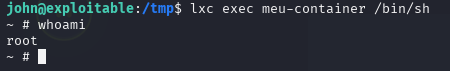 john@exploitable:/tmp$ lxc exec meu-container /bin/sh
~ # whoami
root
~ #